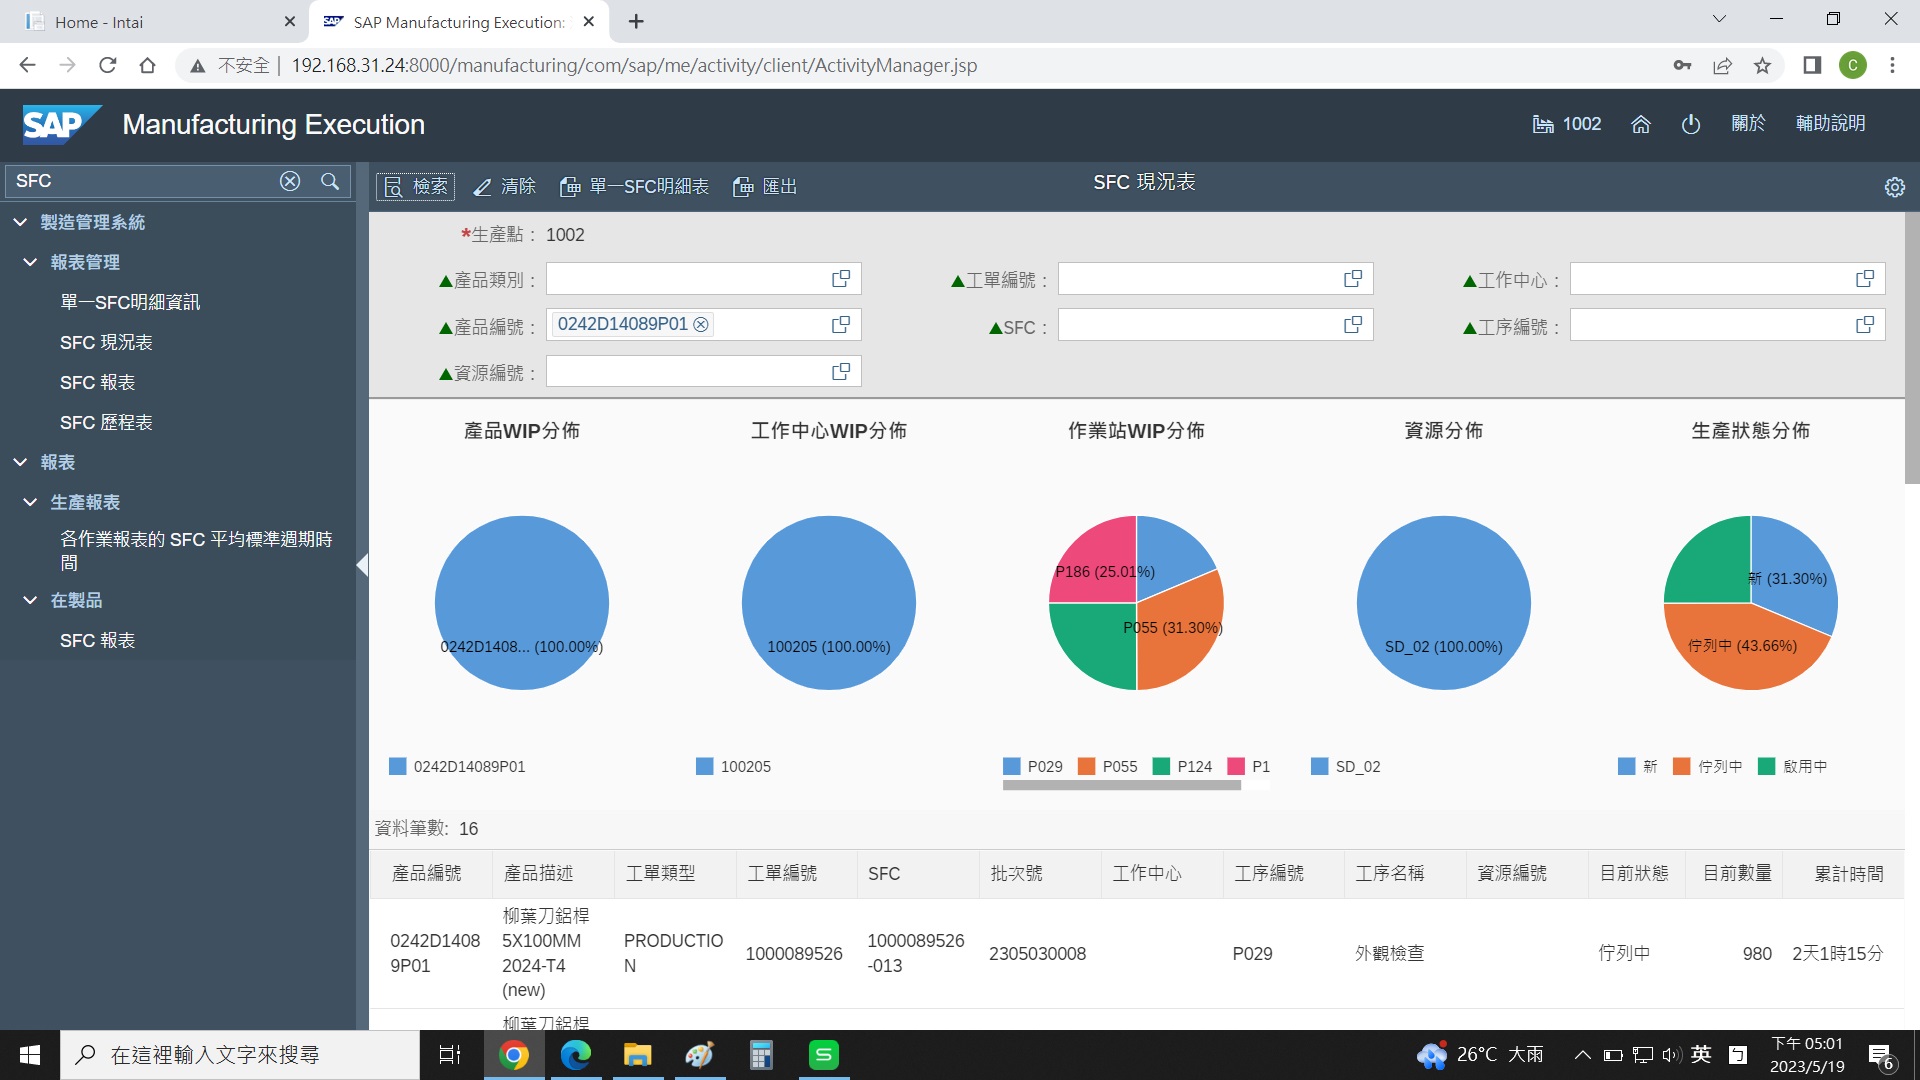 Home - Intai
SAP SAP Manufacturing Execution:
不安全 | 192.168.31.24:8000/manufacturing/com/sap/me/activity/client/ActivityManager.jsp
C
SAP Manufacturing Execution
1002 關於 輔助說明
SFC
檢索 清除 單一SFC明細表 匯出
SFC 現況表
製造管理系統
報表管理
單一SFC明細資訊
SFC 現況表
SFC 報表
SFC 歷程表
報表
生產報表
各作業報表的 SFC 平均標準週期時
間
在製品
SFC 報表
*生產點 : 1002
產品類別 : 工單編號 : 工作中心 :
產品編號 : 0242D14089P01 SFC : 工序編號 :
資源編號 :
產品WIP分佈 工作中心WIP分佈 作業站WIP分佈 資源分佈 生產狀態分佈
0242D1408... (100.00%)
100205 (100.00%)
P186 (25.01%)
P055 (31.30%)
SD_02 (100.00%)
新 (31.30%)
佇列中 (43.66%)
0242D14089P01 100205 P029 P055 P124 P1 SD_02 新 佇列中 啟用中
資料筆數: 16
產品編號 產品描述 工單類型 工單編號 SFC 批次號 工作中心 工序編號 工序名稱 資源編號 目前狀態 目前數量 累計時間
0242D1408
9P01
柳葉刀鋁桿
5X100MM
2024-T4
(new)
PRODUCTIO
N
1000089526
1000089526
-013
2305030008
P029
外觀檢查
佇列中
980
2天1時15分
柳葉刀鋁桿
在這裡輸入文字來搜尋
S
26°C 大雨
英
下午 05:01
2023/5/19
6